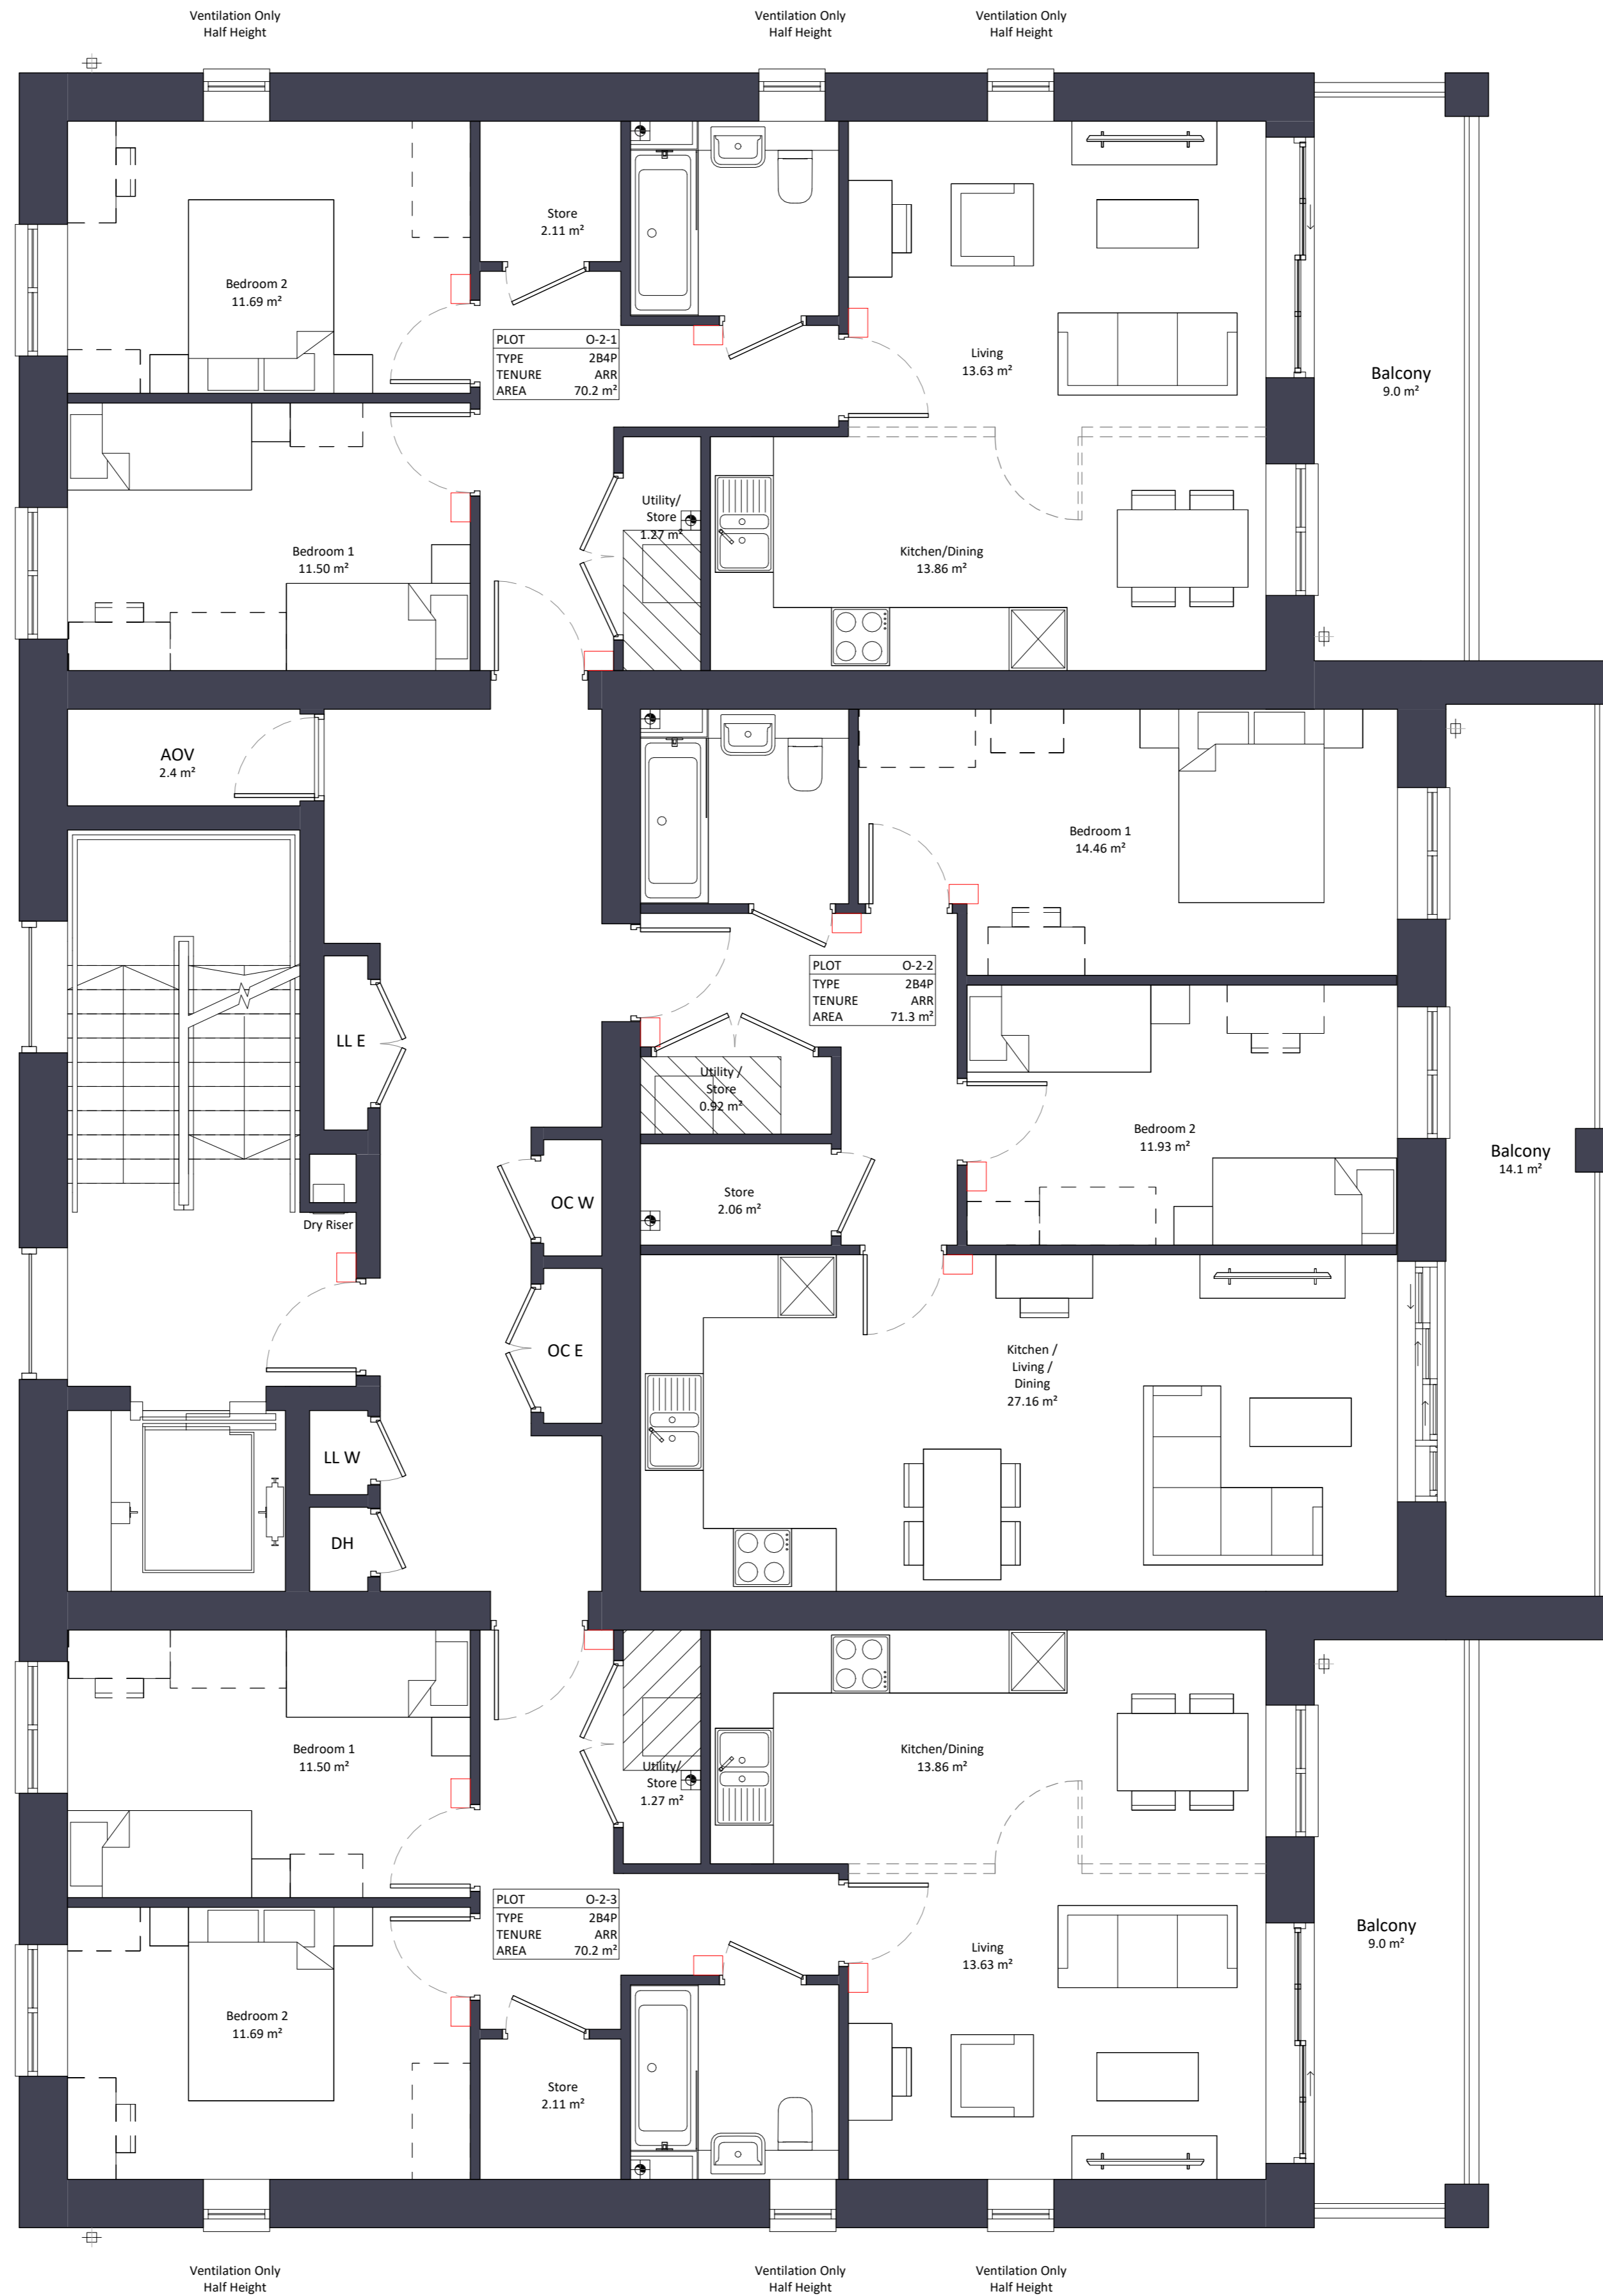 Ventilation Only
Half Height
Ventilation Only
Half Height
Ventilation Only
Half Height
Store
2.11 m²
Bedroom 2
11.69 m²
PLOT O-2-1
TYPE 2B4P
TENURE ARR
AREA 70.2 m²
Living
13.63 m²
Balcony
9.0 m²
Utility/
Store
1.27 m²
Bedroom 1
11.50 m²
Kitchen/Dining
13.86 m²
AOV
2.4 m²
Bedroom 1
14.46 m²
PLOT O-2-2
TYPE 2B4P
TENURE ARR
AREA 71.3 m²
LL E
Utility /
Store
0.92 m²
Bedroom 2
11.93 m²
Balcony
14.1 m²
OC W
Store
2.06 m²
Dry Riser
OC E
Kitchen /
Living /
Dining
27.16 m²
LL W
DH
Bedroom 1
11.50 m²
Utility/
Store
1.27 m²
Kitchen/Dining
13.86 m²
PLOT O-2-3
TYPE 2B4P
TENURE ARR
AREA 70.2 m²
Living
13.63 m²
Balcony
9.0 m²
Bedroom 2
11.69 m²
Store
2.11 m²
Ventilation Only
Half Height
Ventilation Only
Half Height
Ventilation Only
Half Height